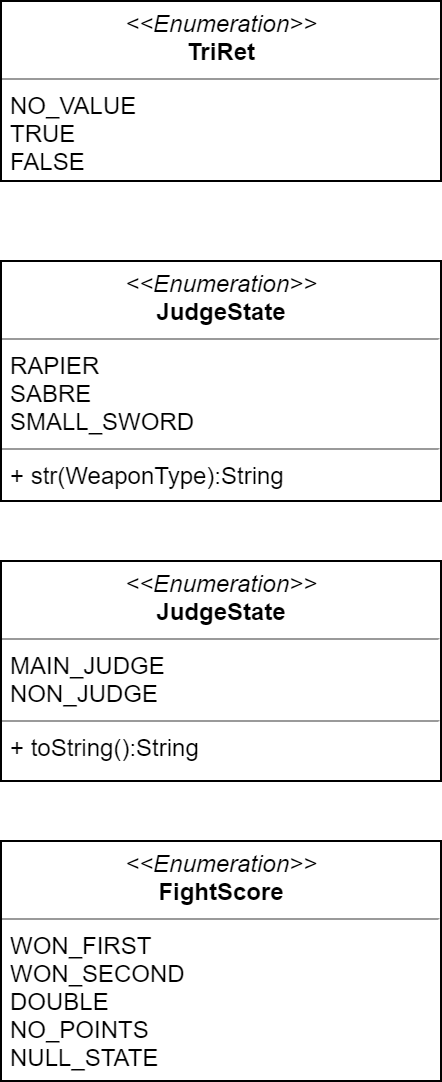 <<Enumeration>>
TriRet
NO_VALUE
TRUE
FALSE
<<Enumeration>>
JudgeState
RAPIER
SABRE
SMALL_SWORD
+ str(WeaponType):String
<<Enumeration>>
JudgeState
MAIN_JUDGE
NON_JUDGE
+ toString():String
<<Enumeration>>
FightScore
WON_FIRST
WON_SECOND
DOUBLE
NO_POINTS
NULL_STATE